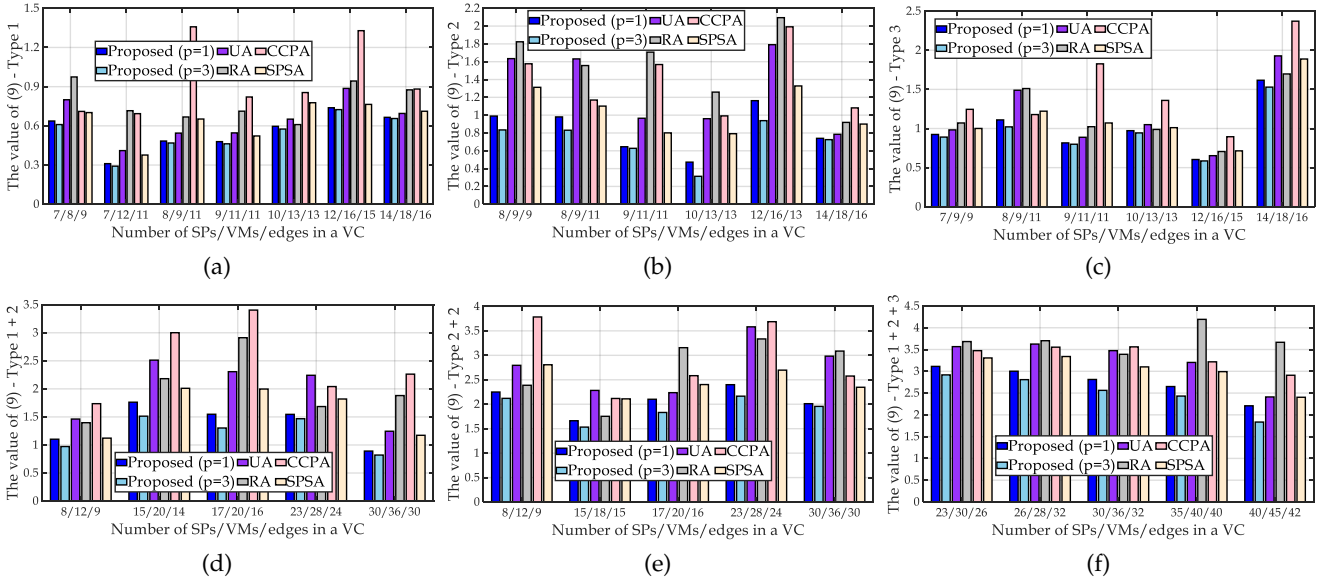 The value of (9) - Type 1
1.5
1.2
0.9
0.6
0.3
0
Proposed (p=1) UA CCPA
Proposed (p=3) RA SPSA
7/8/9 7/12/11 8/9/11 9/11/11 10/13/13 12/16/15 14/18/16
Number of SPs/VMs/edges in a VC
(a)
The value of (9) - Type 2
2.2
2
1.8
1.6
1.4
1.2
1
0.8
0.6
0.4
0.2
0
Proposed (p=1) UA CCPA
Proposed (p=3) RA SPSA
8/9/9 8/9/11 9/11/11 10/13/13 12/16/13 14/18/16
Number of SPs/VMs/edges in a VC
(b)
The value of (9) - Type 3
2.5
2
1.5
1
0.5
0
Proposed (p=1) UA CCPA
Proposed (p=3) RA SPSA
7/9/9 8/9/11 9/11/11 10/13/13 12/16/15 14/18/16
Number of SPs/VMs/edges in a VC
(c)
The value of (9) - Type 1 + 2
3.5
3
2.5
2
1.5
1
0.5
0
Proposed (p=1) UA CCPA
Proposed (p=3) RA SPSA
8/12/9 15/20/14 17/20/16 23/28/24 30/36/30
Number of SPs/VMs/edges in a VC
(d)
The value of (9) - Type 2 + 2
4
3.5
3
2.5
2
1.5
1
0.5
0
Proposed (p=1) UA CCPA
Proposed (p=3) RA SPSA
8/12/9 15/18/15 17/20/16 23/28/24 30/36/30
Number of SPs/VMs/edges in a VC
(e)
The value of (9) - Type 1 + 2 + 3
4.5
4
3.5
3
2.5
2
1.5
1
0.5
0
Proposed (p=1) UA CCPA
Proposed (p=3) RA SPSA
23/30/26 26/28/32 30/36/32 35/40/40 40/45/42
Number of SPs/VMs/edges in a VC
(f)